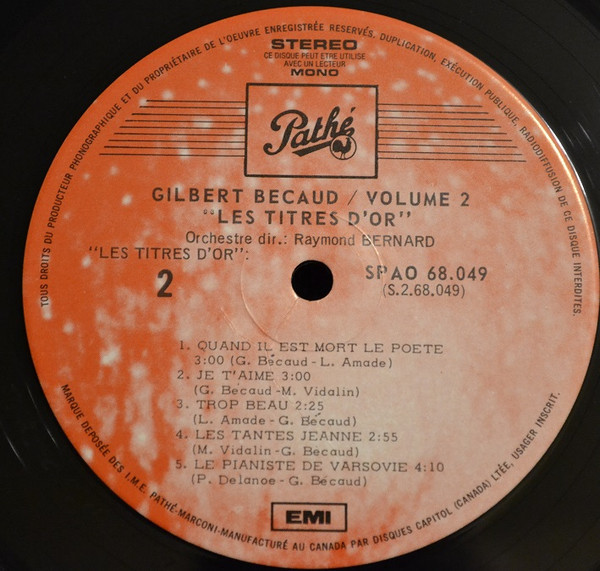 TOUS DROITS DU PRODUCTEUR PHONOGRAPHIQUE ET DU PROPRIÉTAIRE DE L'OEUVRE ENREGISTRÉE RESERVÉS. DUPLICATION, EXÉCUTION PUBLIQUE, RADIODIFFUSION DE CE DISQUE INTERDITES.
STEREO
CE DISQUE PEUT ETRE UTILISE
AVEC UN LECTEUR
MONO
Pathé
GILBERT BECAUD / VOLUME 2
"LES TITRES D'OR"
Orchestre dir.: Raymond BERNARD
"LES TITRES D'OR":
2
SPAO 68.049
(S.2.68.049)
1. QUAND IL EST MORT LE POETE
3:00 (G. Bécaud-L. Amade)
2. JE T'AIME 3:00
(G. Becaud-M. Vidalin)
3. TROP BEAU 2:25
(L. Amade-G. Bécaud)
4. LES TANTES JEANNE 2:55
(M. Vidalin-G. Becaud)
5. LE PIANISTE DE VARSOVIE 4:10
(P. Delanoe-G. Bécaud)
EMI
MARQUE DEPOSÉE DES I.M.E. PATHÉ-MARCONI-MANUFACTURÉ AU CANADA PAR DISQUES CAPITOL (CANADA) LTÉE, USAGER INSCRIT.